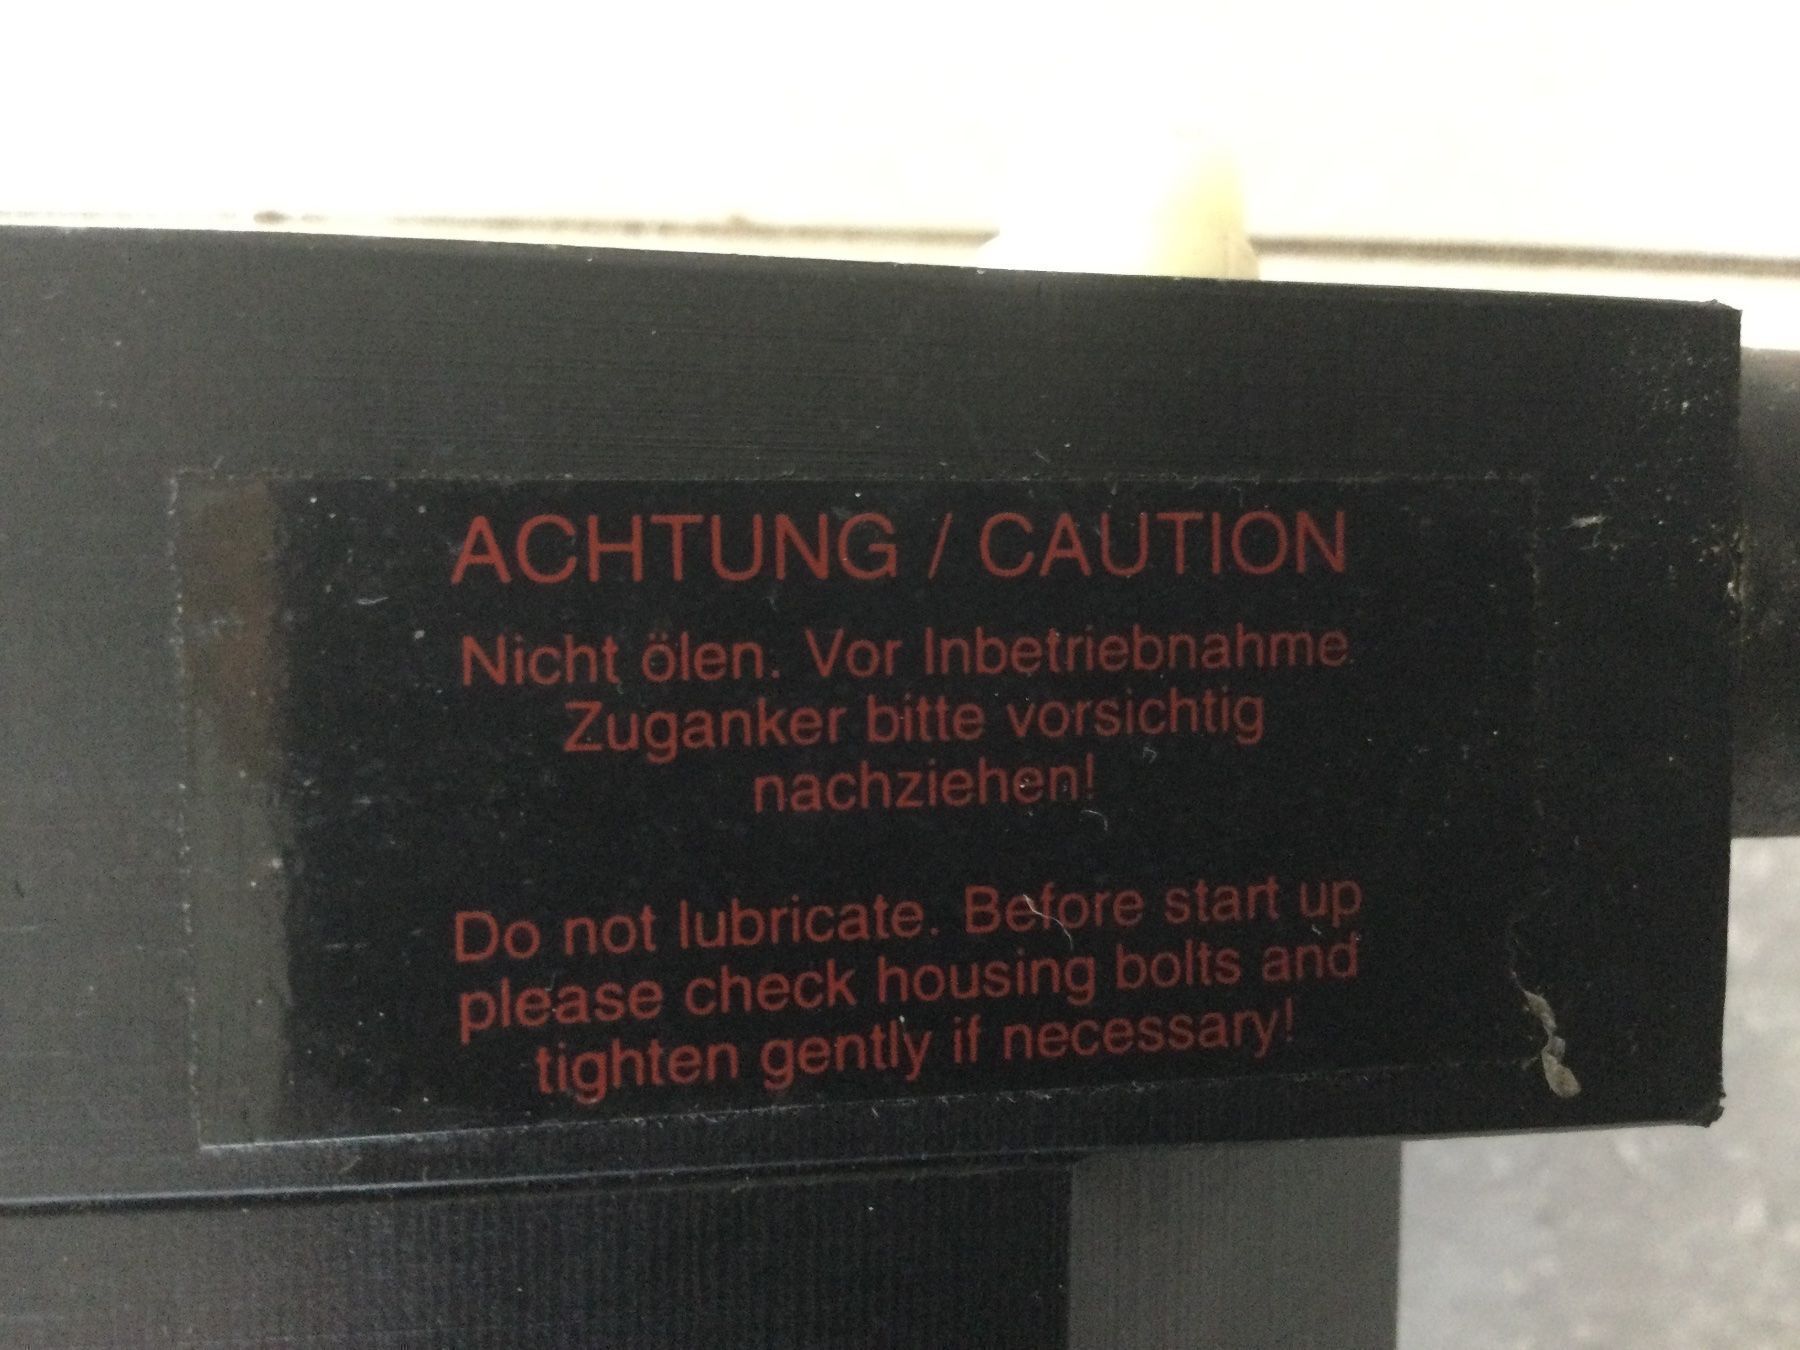 ACHTUNG / CAUTION
Nicht ölen. Vor Inbetriebnahme
Zuganker bitte vorsichtig
nachziehen!
Do not lubricate. Before start up
please check housing bolts and
tighten gently if necessary!